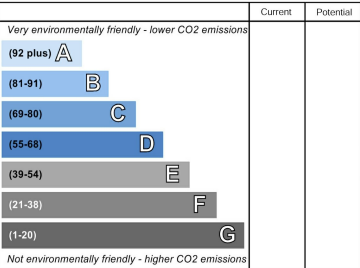 Current Potential
Very environmentally friendly - lower CO2 emissions
(92 plus) A
(81-91) B
(69-80) C
(55-68) D
(39-54) E
(21-38) F
(1-20) G
Not environmentally friendly - higher CO2 emissions